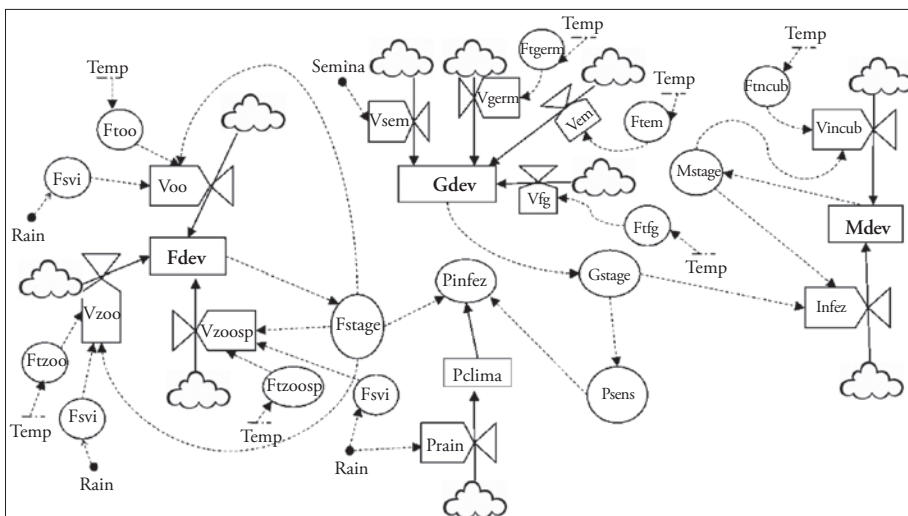 Temp
Ftoo
Fsvi
Rain
Voo
Fdev
Vzoo
Ftzoo
Temp
Fsvi
Rain
Vzoosp
Ftzoosp
Temp
Fstage
Fsvi
Rain
Semina
Vsem
Vgerm
Ftgerm
Temp
Vem
Ftem
Temp
Gdev
Vfg
Ftfg
Temp
Pinfez
Gstage
Pclima
Psens
Prain
Temp
Ftncub
Vincub
Mstage
Mdev
Infez